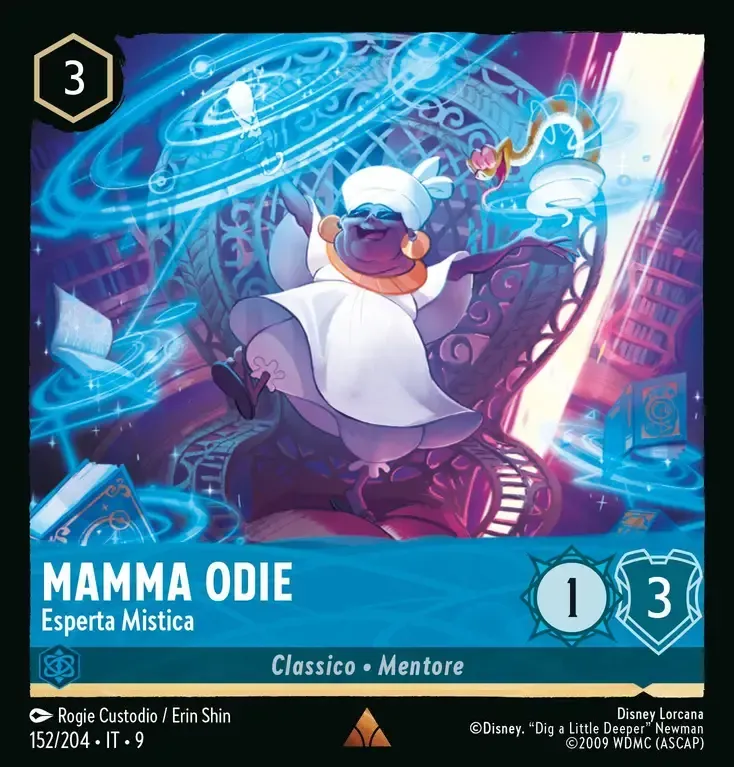 3
MAMMA ODIE
Esperta Mistica
1
3
Classico • Mentore
Rogie Custodio / Erin Shin
152/204 • IT • 9
Disney Lorcana
©Disney. “Dig a Little Deeper” Newman
©2009 WDMC (ASCAP)